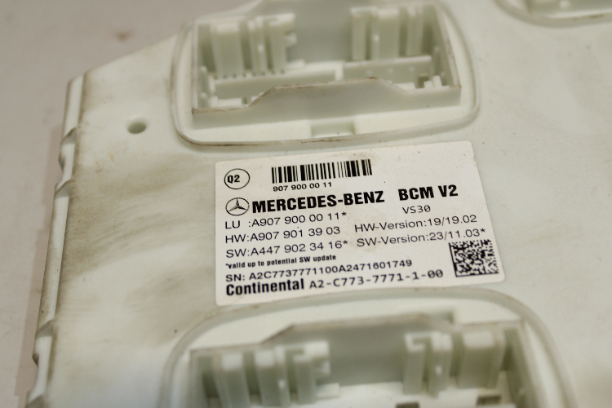 Q2
907 900 00 11
MERCEDES-BENZ BCM V2
LU :A907 900 00 11* VS30
HW:A907 901 39 03 HW-Version:19/19.02
SW:A447 902 34 16* SW-Version:23/11.03*
*valid up to potential SW update
SN: A2C7737771100A2471601749
Continental A2-C773-7771-1-00